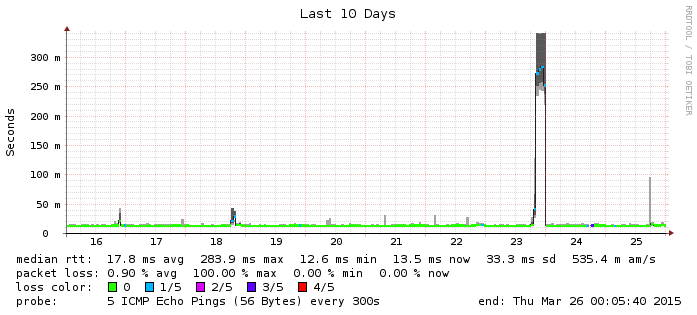 Last 10 Days
RRDTOOL / TOBI OETIKER
Seconds
300 m
250 m
200 m
150 m
100 m
50 m
0
16 17 18 19 20 21 22 23 24 25
median rtt: 17.8 ms avg 283.9 ms max 12.6 ms min 13.5 ms now 33.3 ms sd 535.4 m am/s
packet loss: 0.90 % avg 100.00 % max 0.00 % min 0.00 % now
loss color: 0 1/5 2/5 3/5 4/5
probe: 5 ICMP Echo Pings (56 Bytes) every 300s end: Thu Mar 26 00:05:40 2015